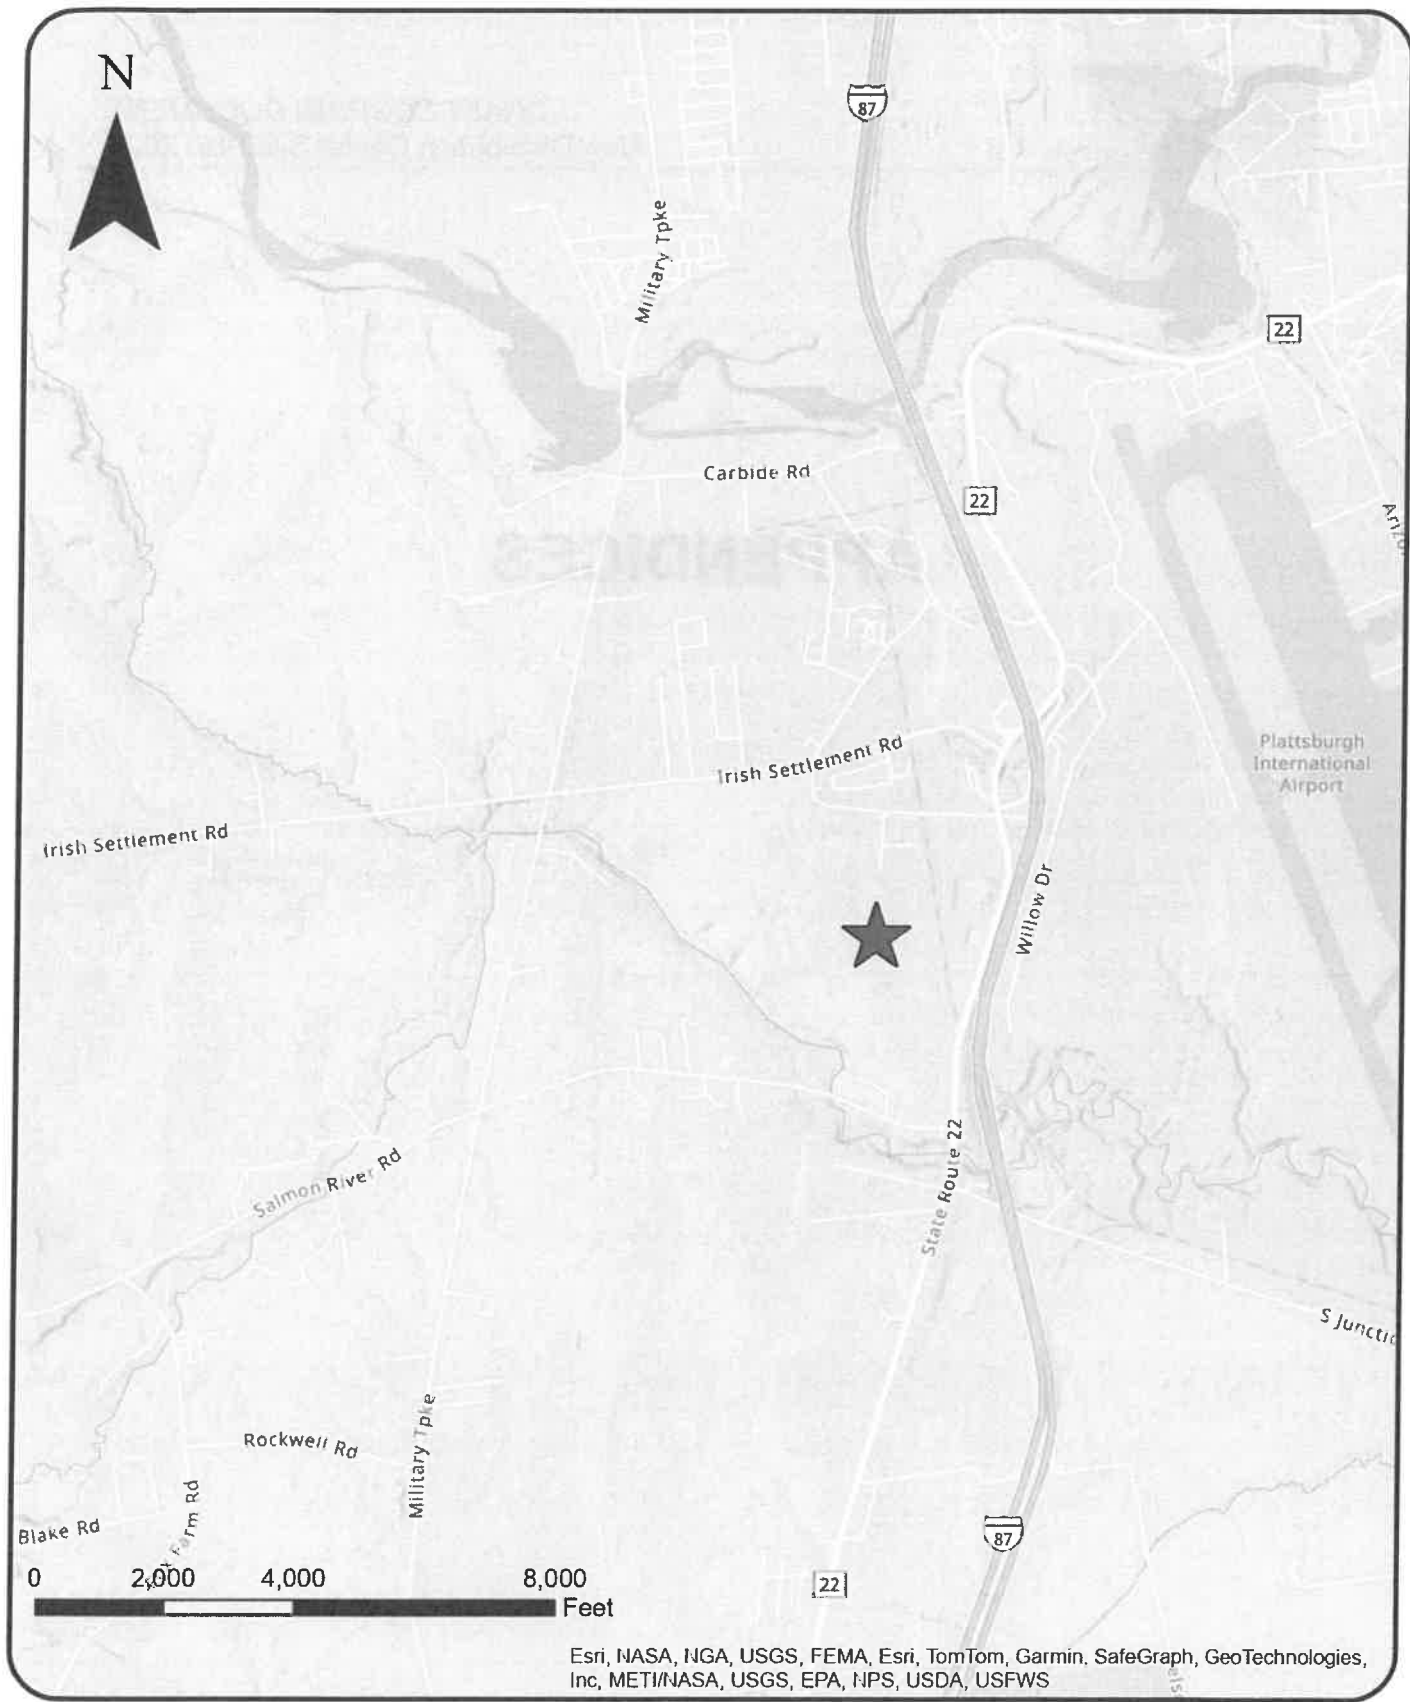 N
87
Military Tpke
22
Carbide Rd
22
Plattsburgh
International
Airport
Irish Settlement Rd
Irish Settlement Rd
Willow Dr
Salmon River Rd
State Route 22
S Junctio
Rockwell Rd
Military Tpke
Blake Rd
Farm Rd
87
22
0 2,000 4,000 8,000
Feet
Esri, NASA, NGA, USGS, FEMA, Esri, TomTom, Garmin, SafeGraph, GeoTechnologies,
Inc, METI/NASA, USGS, EPA, NPS, USDA, USFWS